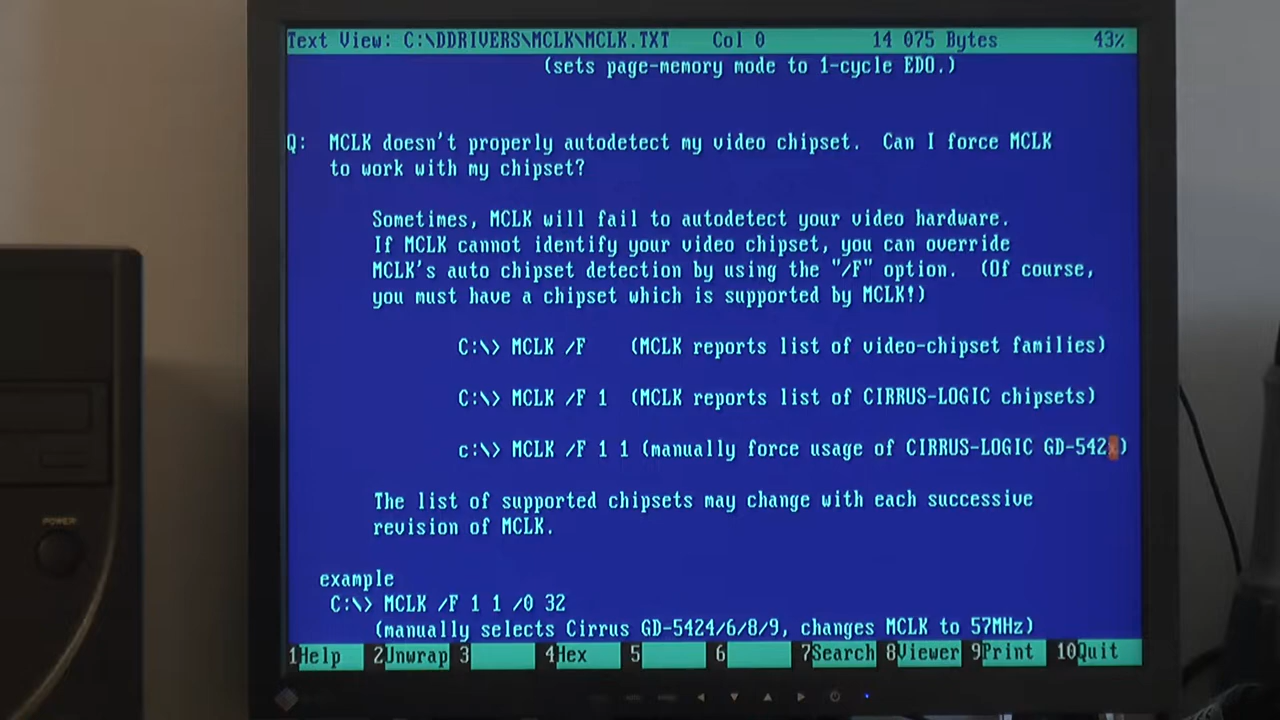 Text View: C:\DDRIVERS\MCLK\MCLK.TXT Col 0 14 075 Bytes 43%
(sets page-memory mode to 1-cycle EDO.)
Q: MCLK doesn't properly autodetect my video chipset. Can I force MCLK
to work with my chipset?
Sometimes, MCLK will fail to autodetect your video hardware.
If MCLK cannot identify your video chipset, you can override
MCLK's auto chipset detection by using the "/F" option. (Of course,
you must have a chipset which is supported by MCLK!)
C:\> MCLK /F (MCLK reports list of video-chipset families)
C:\> MCLK /F 1 (MCLK reports list of CIRRUS-LOGIC chipsets)
c:\> MCLK /F 1 1 (manually force usage of CIRRUS-LOGIC GD-542x)
The list of supported chipsets may change with each successive
revision of MCLK.
example
C:\> MCLK /F 1 1 /0 32
(manually selects Cirrus GD-5424/6/8/9, changes MCLK to 57MHz)
1Help 2Unwrap 3 4Hex 5 6 7Search 8Viewer 9Print 10Quit
POWER